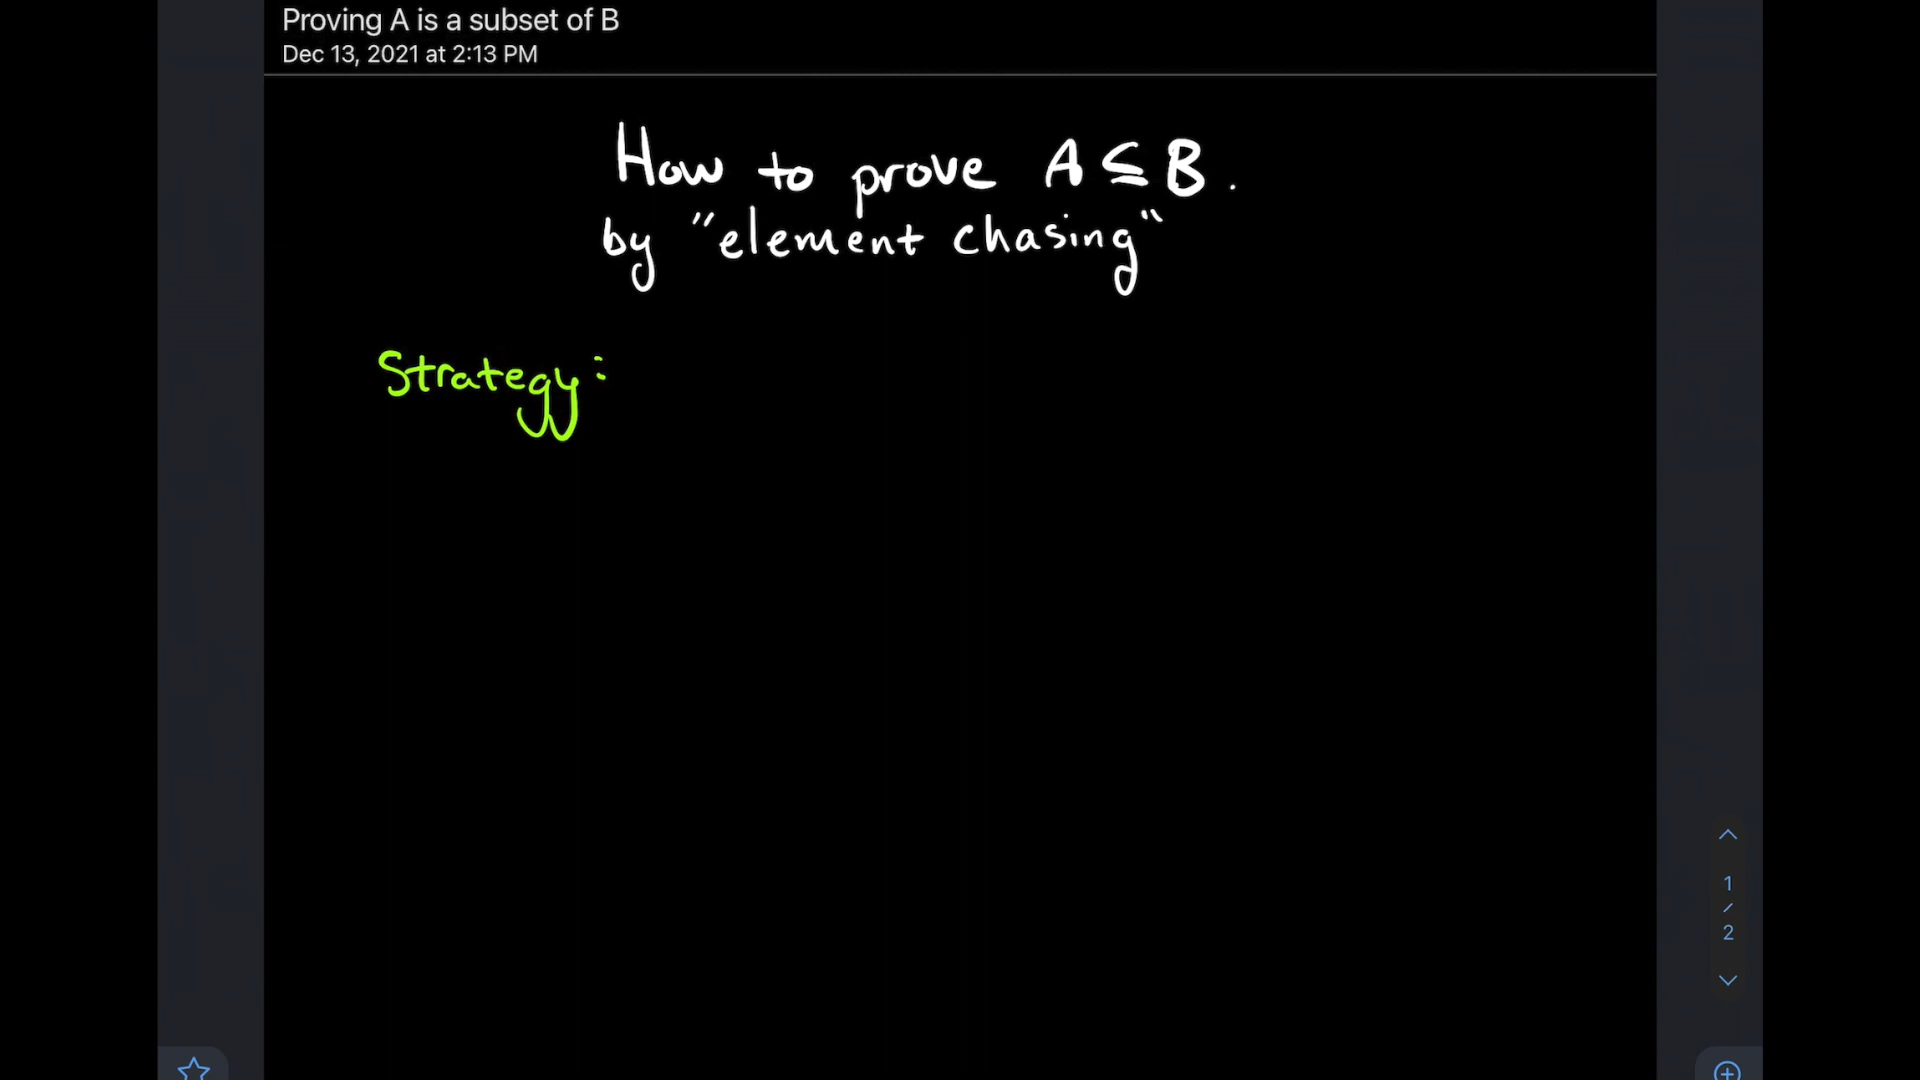 Proving A is a subset of B
Dec 13, 2021 at 2:13 PM
How to prove A ⊆ B.
by "element chasing"
Strategy:
1
/
2